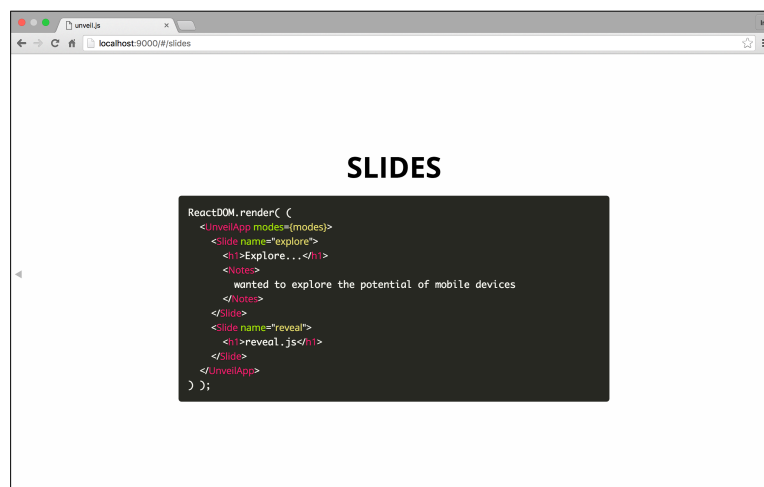 unveil.js
localhost:9000/#/slides
SLIDES
ReactDOM.render( (
  <UnveilApp modes={modes}>
    <Slide name="explore">
      <h1>Explore...</h1>
      <Notes>
        wanted to explore the potential of mobile devices
      </Notes>
    </Slide>
    <Slide name="reveal">
      <h1>reveal.js</h1>
    </Slide>
  </UnveilApp>
) );